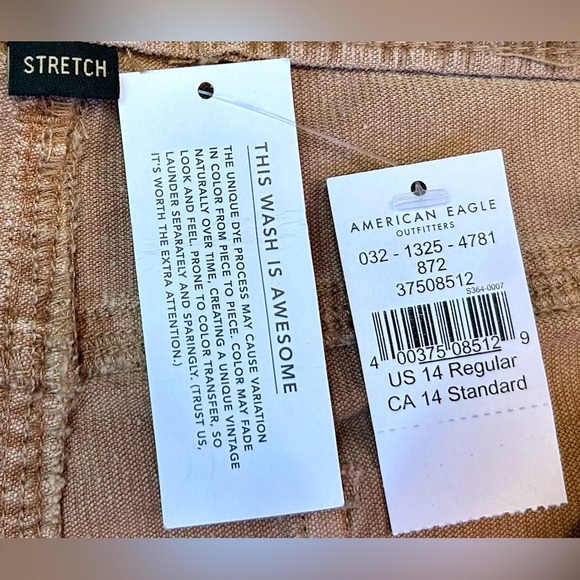 STRETCH
THIS WASH IS AWESOME
THE UNIQUE DYE PROCESS MAY CAUSE VARIATION
IN COLOR FROM PIECE TO PIECE. COLOR MAY FADE
NATURALLY OVER TIME, CREATING A UNIQUE VINTAGE
LOOK AND FEEL. PRONE TO COLOR TRANSFER, SO
LAUNDER SEPARATELY AND SPARINGLY. (TRUST US,
IT'S WORTH THE EXTRA ATTENTION.)
AMERICAN EAGLE
OUTFITTERS
032 - 1325 - 4781
872
37508512
S364-0007
4 00375 08512 9
US 14 Regular
CA 14 Standard